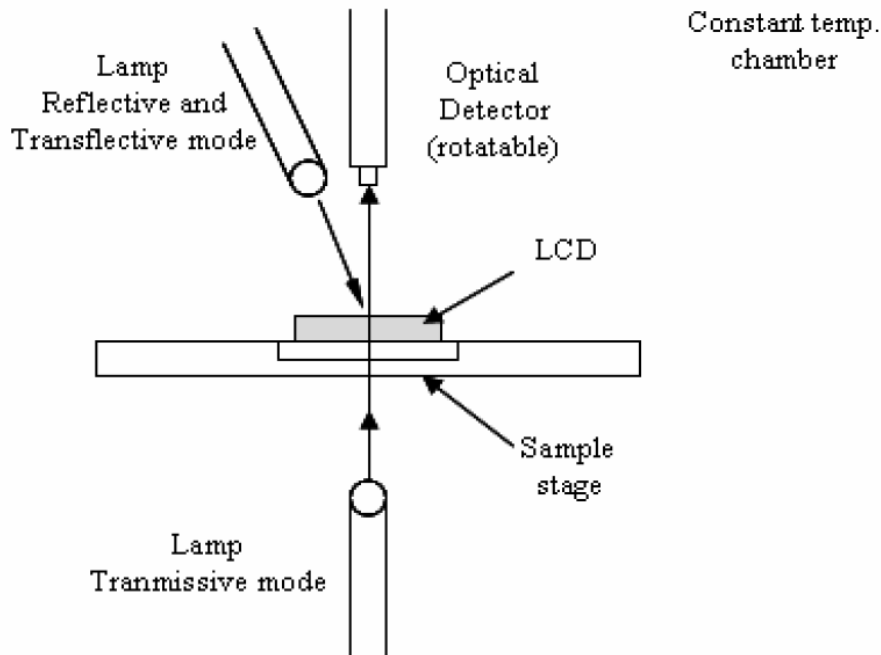 Constant temp.
chamber
Lamp
Reflective and
Transflective mode
Optical
Detector
(rotatable)
LCD
Sample
stage
Lamp
Tranmissive mode